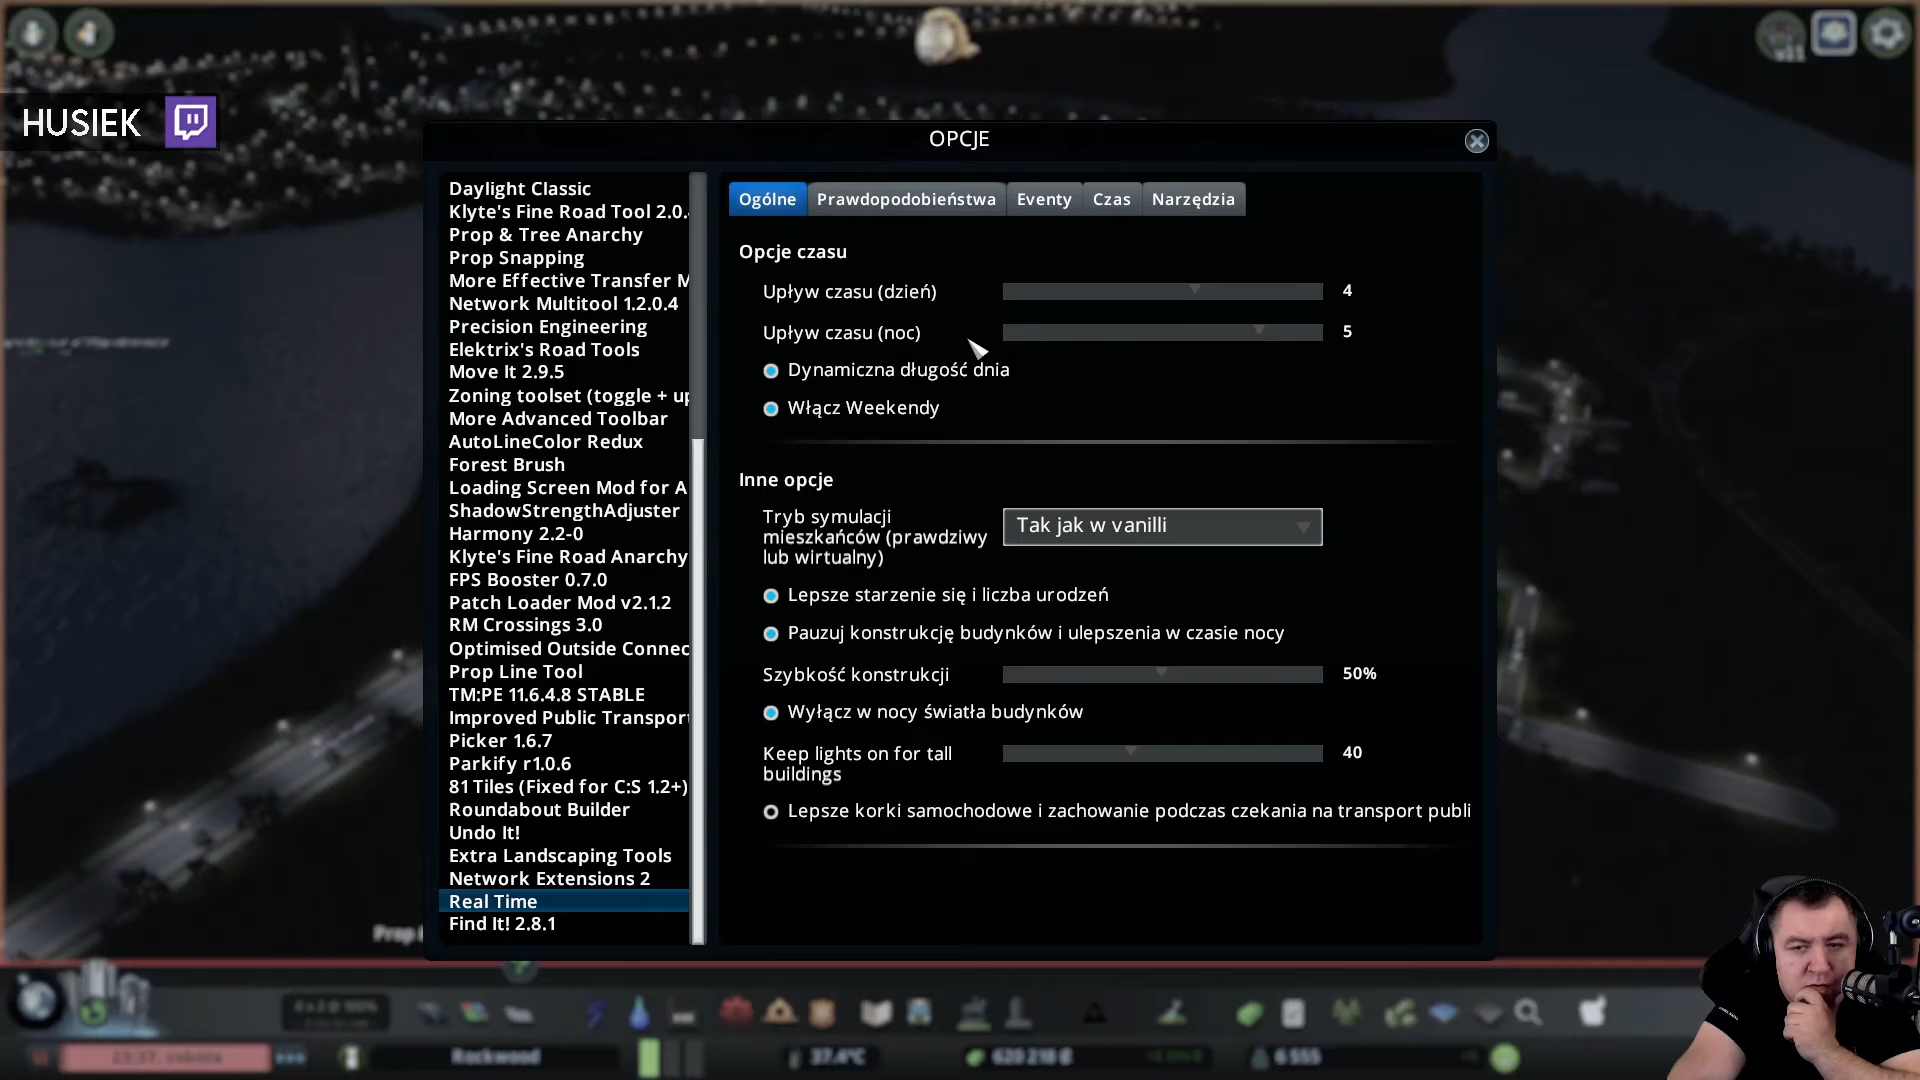 HUSIEK
OPCJE
Daylight Classic
Klyte's Fine Road Tool 2.0.
Prop & Tree Anarchy
Prop Snapping
More Effective Transfer M
Network Multitool 1.2.0.4
Precision Engineering
Elektrix's Road Tools
Move It 2.9.5
Zoning toolset (toggle + up
More Advanced Toolbar
AutoLineColor Redux
Forest Brush
Loading Screen Mod for A
ShadowStrengthAdjuster
Harmony 2.2-0
Klyte's Fine Road Anarchy
FPS Booster 0.7.0
Patch Loader Mod v2.1.2
RM Crossings 3.0
Optimised Outside Connec
Prop Line Tool
TM:PE 11.6.4.8 STABLE
Improved Public Transport
Picker 1.6.7
Parkify r1.0.6
81 Tiles (Fixed for C:S 1.2+)
Roundabout Builder
Undo It!
Extra Landscaping Tools
Network Extensions 2
Real Time
Find It! 2.8.1
Ogólne Prawdopodobieństwa Eventy Czas Narzędzia
Opcje czasu
Upływ czasu (dzień) 4
Upływ czasu (noc) 5
Dynamiczna długość dnia
Włącz Weekendy
Inne opcje
Tryb symulacji
mieszkańców (prawdziwy
lub wirtualny)
Tak jak w vanilli
Lepsze starzenie się i liczba urodzeń
Pauzuj konstrukcję budynków i ulepszenia w czasie nocy
Szybkość konstrukcji 50%
Wyłącz w nocy światła budynków
Keep lights on for tall
buildings
40
Lepsze korki samochodowe i zachowanie podczas czekania na transport publi
Prop
Rockwood
37.4°C
620 218 ₡
6 555